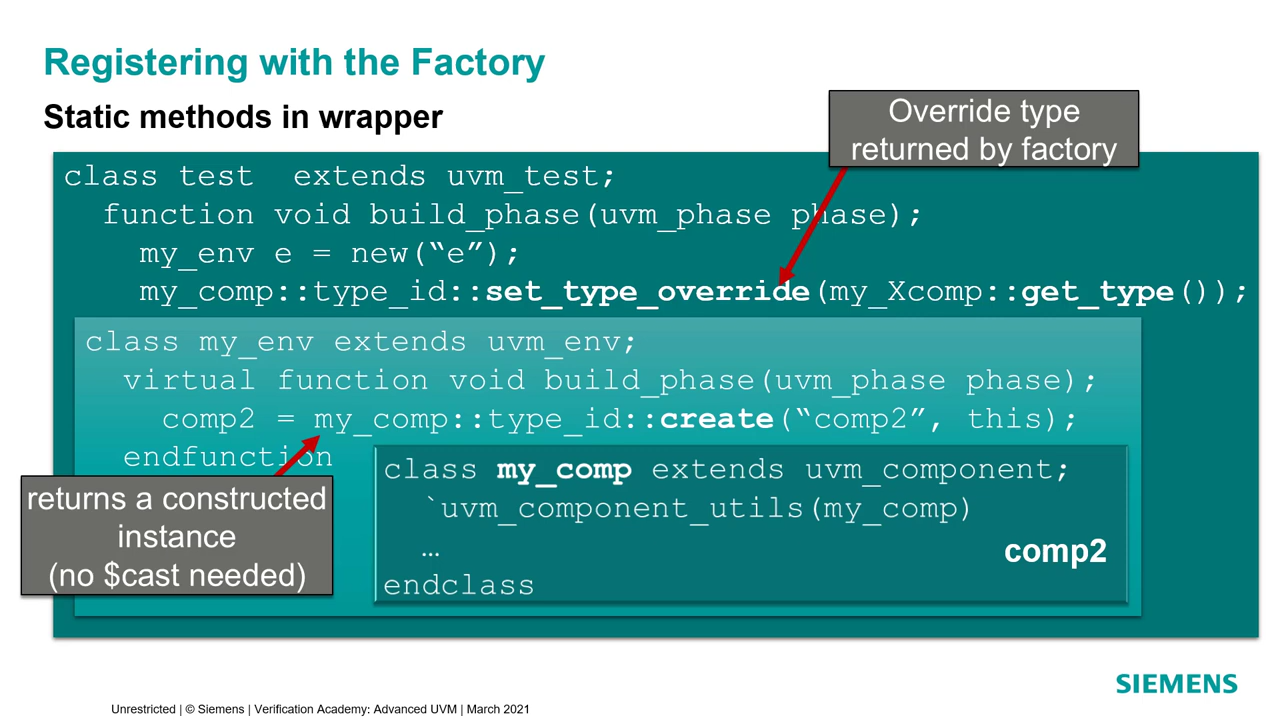 Registering with the Factory
Static methods in wrapper
Override type
returned by factory
class test  extends uvm_test;
function void build_phase(uvm_phase phase);
my_env e = new(“e”);
my_comp::type_id::set_type_override(my_Xcomp::get_type());
class my_env extends uvm_env;
virtual function void build_phase(uvm_phase phase);
comp2 = my_comp::type_id::create(“comp2”, this);
endfunction
returns a constructed
instance
(no $cast needed)
class my_comp extends uvm_component;
`uvm_component_utils(my_comp)
…
comp2
endclass
SIEMENS
Unrestricted | © Siemens | Verification Academy: Advanced UVM | March 2021